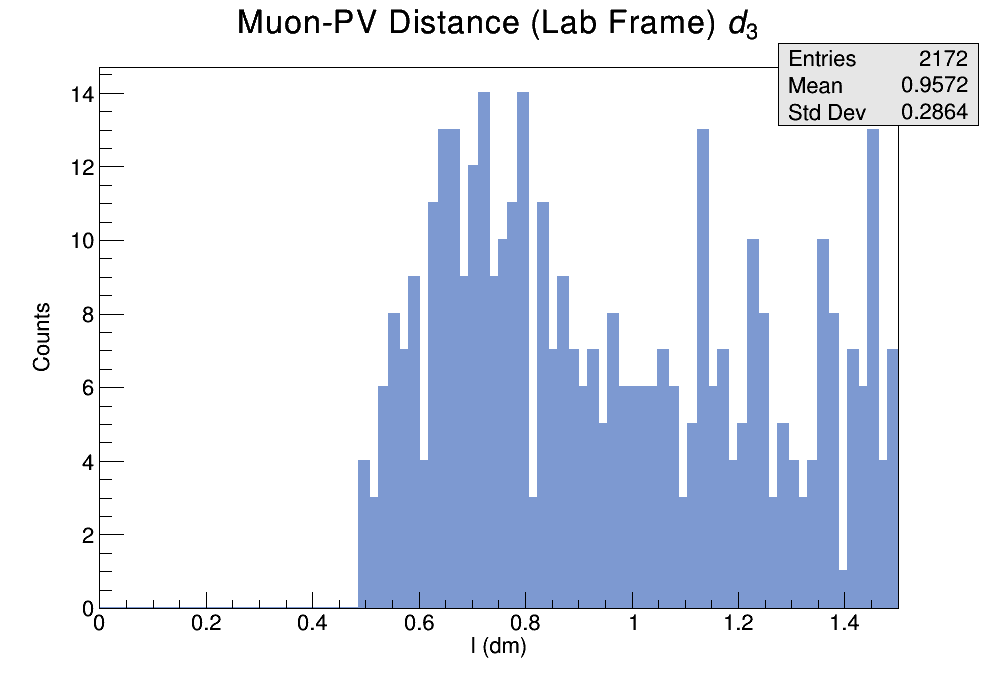 Muon-PV Distance (Lab Frame) d₃
Entries 2172
Mean 0.9572
Std Dev 0.2864
14
12
10
8
6
4
2
0
Counts
0 0.2 0.4 0.6 0.8 1 1.2 1.4
l (dm)